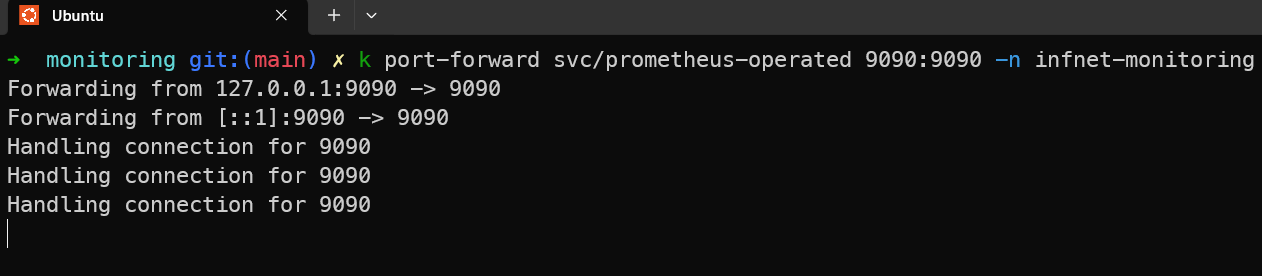 Ubuntu
➜ monitoring git:(main) ✗ k port-forward svc/prometheus-operated 9090:9090 -n infnet-monitoring
Forwarding from 127.0.0.1:9090 -> 9090
Forwarding from [::1]:9090 -> 9090
Handling connection for 9090
Handling connection for 9090
Handling connection for 9090